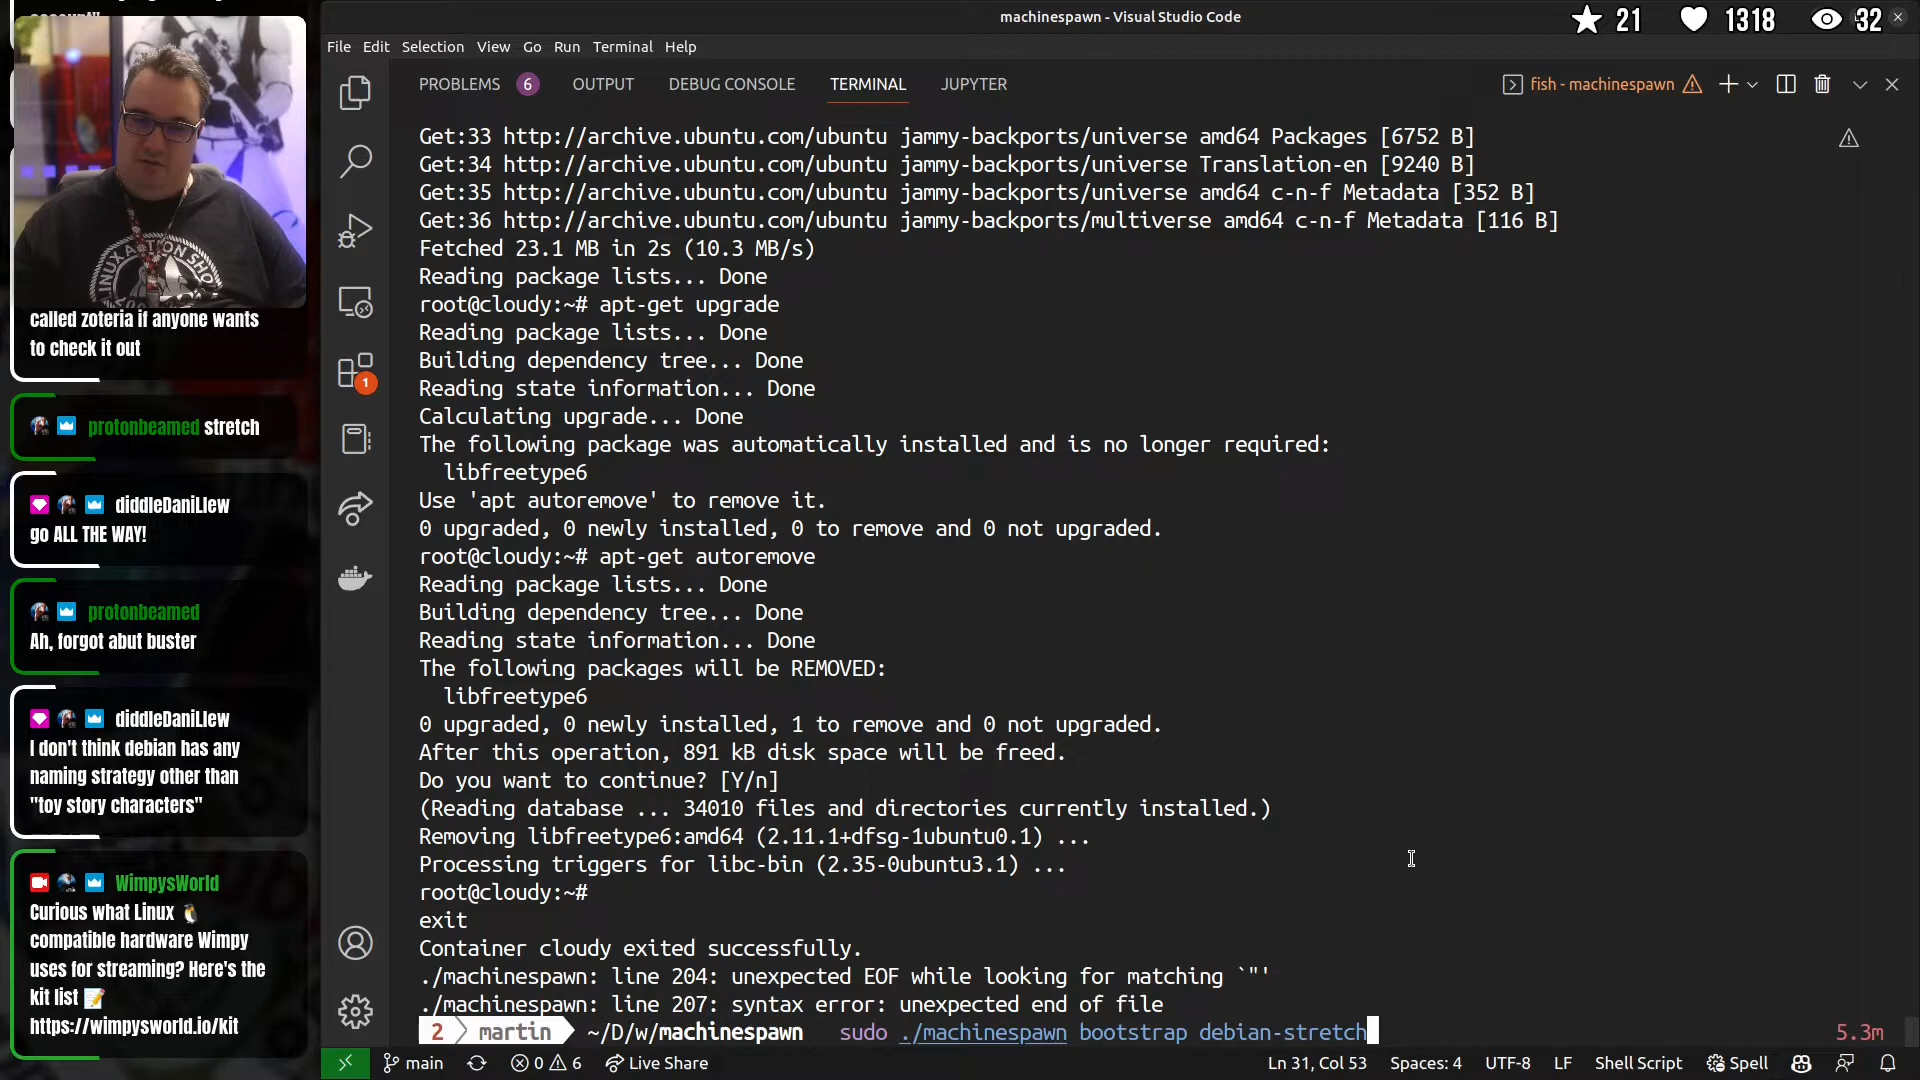 machinespawn - Visual Studio Code
21 1318 32
File Edit Selection View Go Run Terminal Help
PROBLEMS 6 OUTPUT DEBUG CONSOLE TERMINAL JUPYTER
fish - machinespawn
Get:33 http://archive.ubuntu.com/ubuntu jammy-backports/universe amd64 Packages [6752 B]
Get:34 http://archive.ubuntu.com/ubuntu jammy-backports/universe Translation-en [9240 B]
Get:35 http://archive.ubuntu.com/ubuntu jammy-backports/universe amd64 c-n-f Metadata [352 B]
Get:36 http://archive.ubuntu.com/ubuntu jammy-backports/multiverse amd64 c-n-f Metadata [116 B]
Fetched 23.1 MB in 2s (10.3 MB/s)
Reading package lists... Done
root@cloudy:~# apt-get upgrade
Reading package lists... Done
Building dependency tree... Done
Reading state information... Done
Calculating upgrade... Done
The following package was automatically installed and is no longer required:
libfreetype6
Use 'apt autoremove' to remove it.
0 upgraded, 0 newly installed, 0 to remove and 0 not upgraded.
root@cloudy:~# apt-get autoremove
Reading package lists... Done
Building dependency tree... Done
Reading state information... Done
The following packages will be REMOVED:
libfreetype6
0 upgraded, 0 newly installed, 1 to remove and 0 not upgraded.
After this operation, 891 kB disk space will be freed.
Do you want to continue? [Y/n]
(Reading database ... 34010 files and directories currently installed.)
Removing libfreetype6:amd64 (2.11.1+dfsg-1ubuntu0.1) ...
Processing triggers for libc-bin (2.35-0ubuntu3.1) ...
root@cloudy:~#
exit
Container cloudy exited successfully.
./machinespawn: line 204: unexpected EOF while looking for matching `"'
./machinespawn: line 207: syntax error: unexpected end of file
2 martin ~/D/w/machinespawn sudo ./machinespawn bootstrap debian-stretch 5.3m
1
main 0 6 Live Share
Ln 31, Col 53 Spaces: 4 UTF-8 LF Shell Script Spell
LINUX ACTION SHOW
called zoteria if anyone wants
to check it out
protonbeamed stretch
diddleDaniLlew
go ALL THE WAY!
protonbeamed
Ah, forgot abut buster
diddleDaniLlew
I don't think debian has any
naming strategy other than
"toy story characters"
WimpysWorld
Curious what Linux 🐧
compatible hardware Wimpy
uses for streaming? Here's the
kit list 📝
https://wimpysworld.io/kit